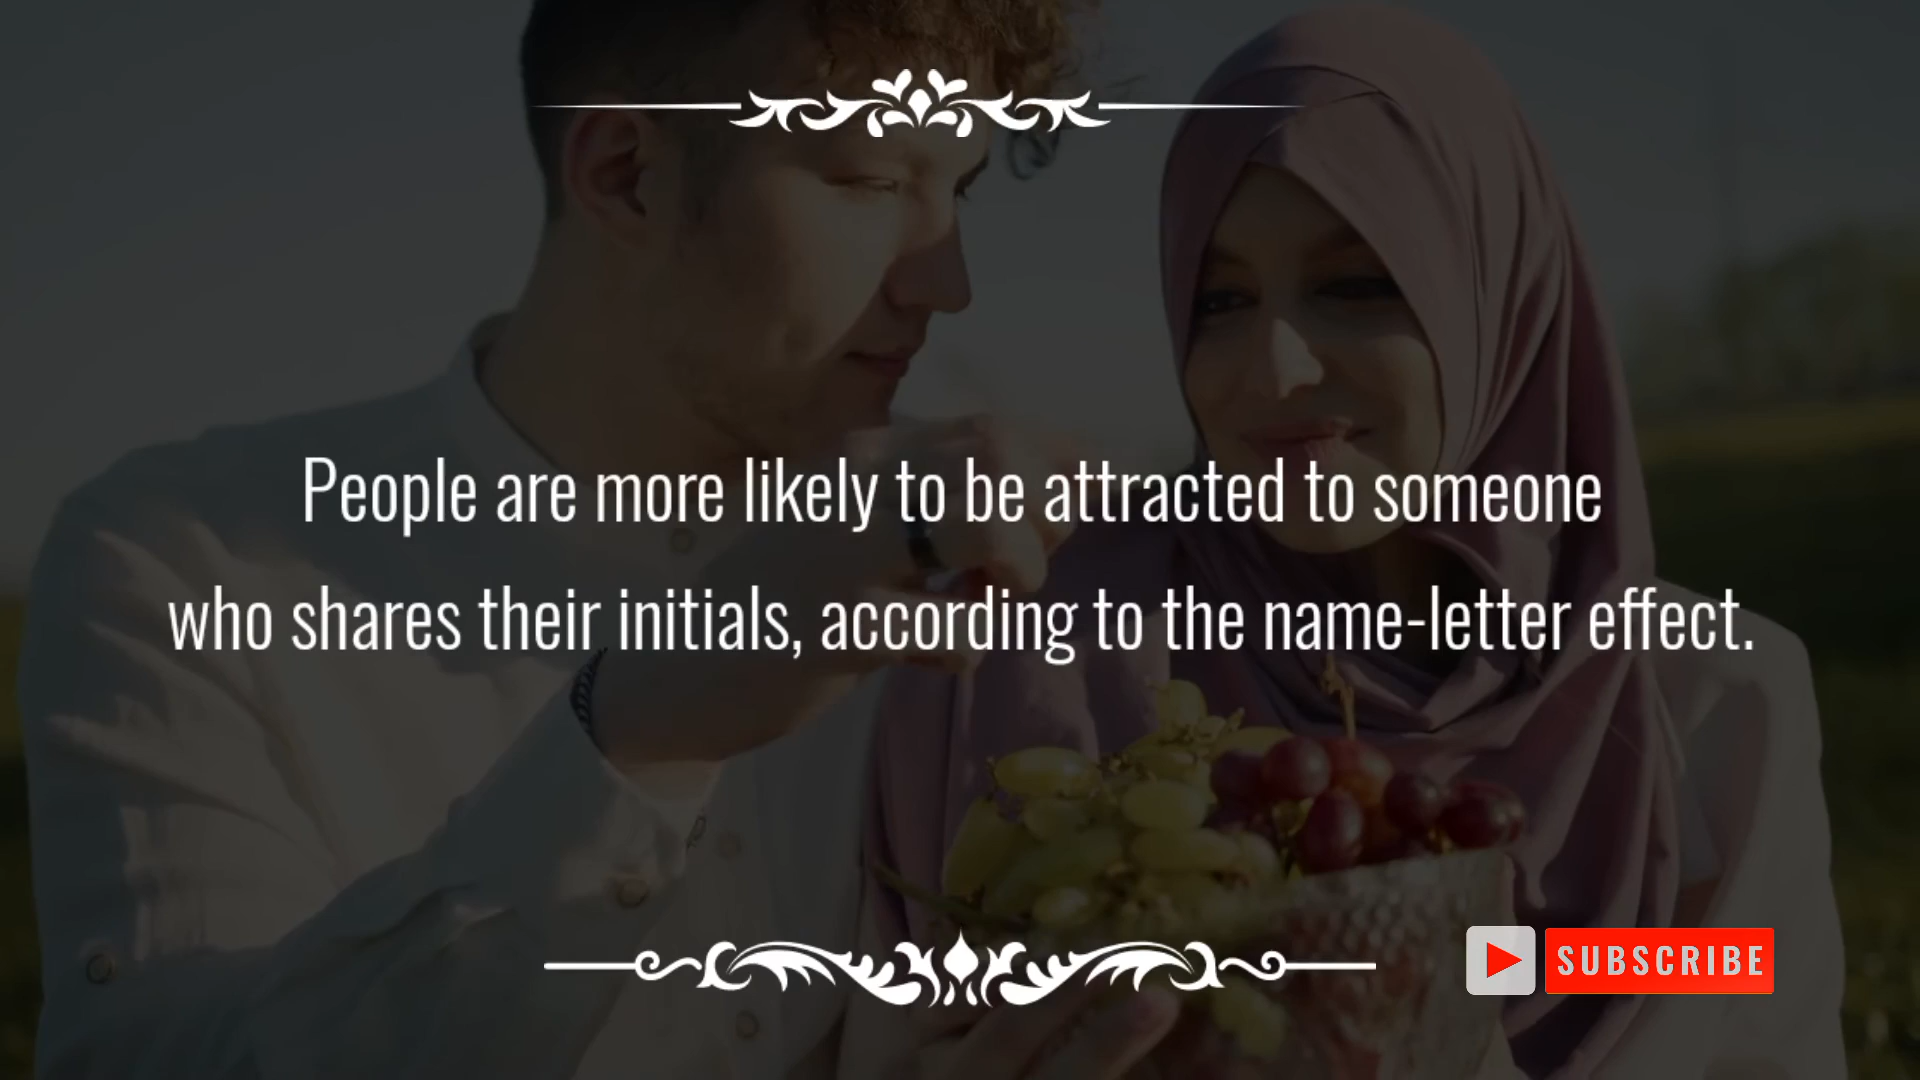 People are more likely to be attracted to someone
who shares their initials, according to the name-letter effect.
SUBSCRIBE